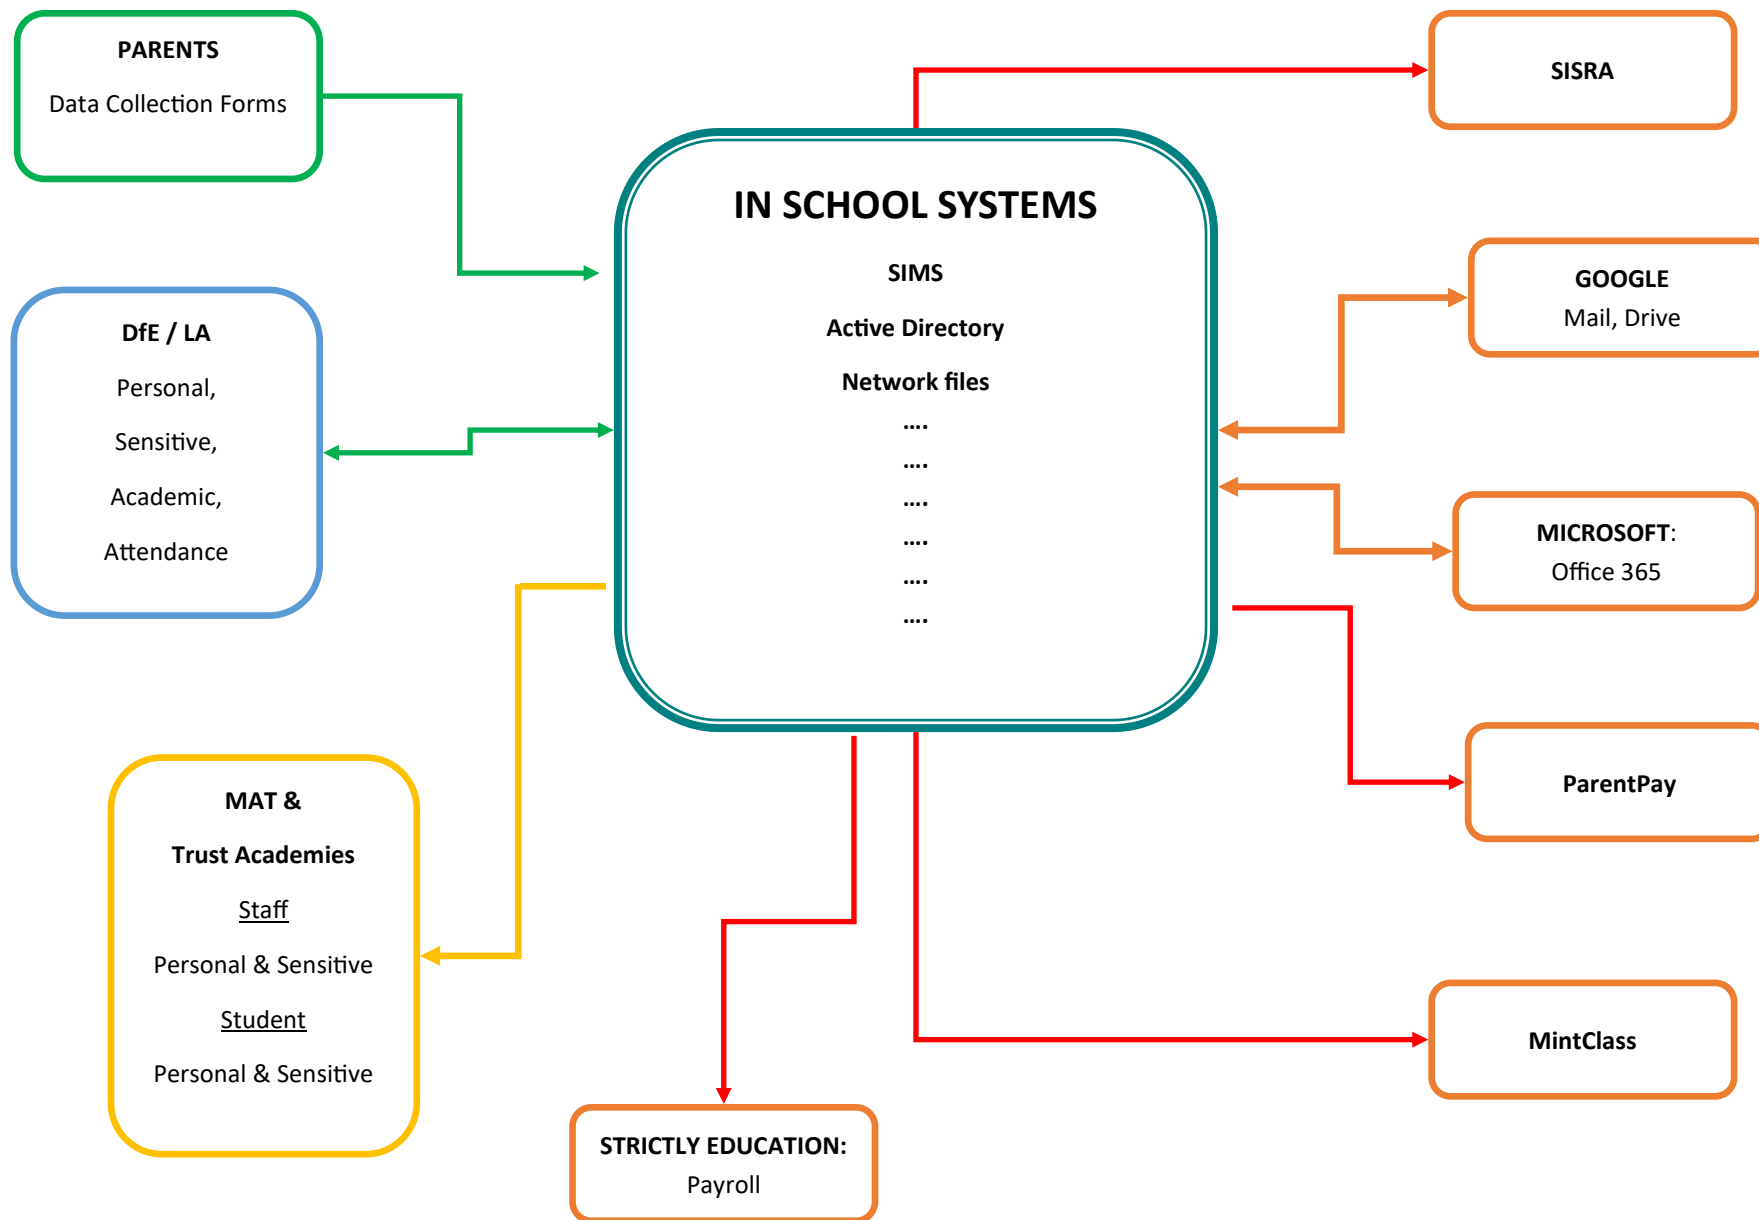 PARENTS
Data Collection Forms
SISRA
IN SCHOOL SYSTEMS
SIMS
Active Directory
Network files
....
....
....
....
....
....
GOOGLE
Mail, Drive
DfE / LA
Personal,
Sensitive,
Academic,
Attendance
MICROSOFT:
Office 365
ParentPay
MAT &
Trust Academies
Staff
Personal & Sensitive
Student
Personal & Sensitive
MintClass
STRICTLY EDUCATION:
Payroll